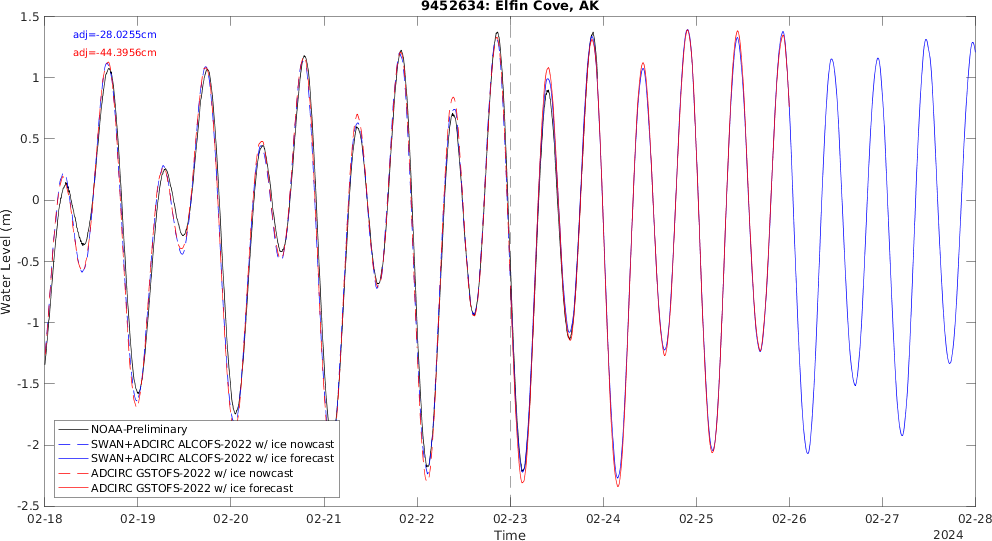 9452634: Elfin Cove, AK
adj=-28.0255cm
adj=-44.3956cm
1.5
1
0.5
0
-0.5
-1
-1.5
-2
-2.5
Water Level (m)
NOAA-Preliminary
SWAN+ADCIRC ALCOFS-2022 w/ ice nowcast
SWAN+ADCIRC ALCOFS-2022 w/ ice forecast
ADCIRC GSTOFS-2022 w/ ice nowcast
ADCIRC GSTOFS-2022 w/ ice forecast
02-18 02-19 02-20 02-21 02-22 02-23 02-24 02-25 02-26 02-27 02-28
Time
2024